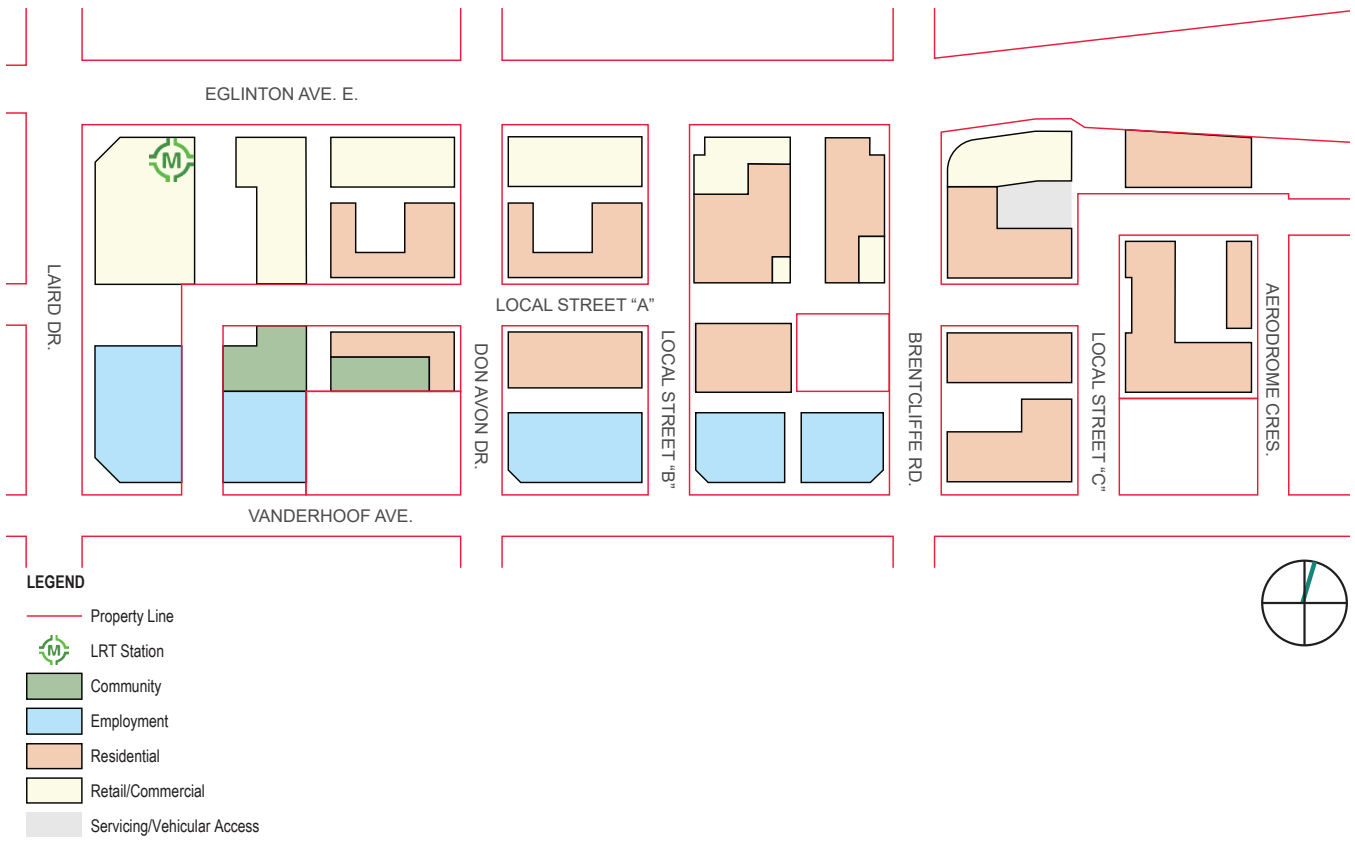 EGLINTON AVE. E.
M
LAIRD DR.
LOCAL STREET “A”
DON AVON DR.
LOCAL STREET “B”
BRENTCLIFFE RD.
LOCAL STREET “C”
AERODROME CRES.
VANDERHOOF AVE.
LEGEND
Property Line
M
LRT Station
Community
Employment
Residential
Retail/Commercial
Servicing/Vehicular Access